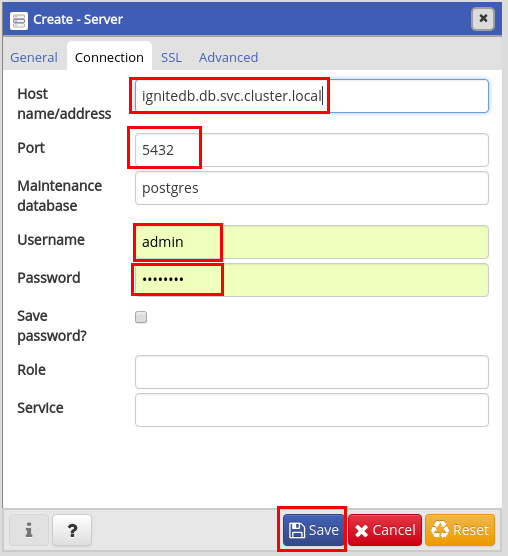 Create - Server
General Connection SSL Advanced
Host
name/address
ignitedb.db.svc.cluster.local
Port
5432
Maintenance
database
postgres
Username
admin
Password
••••••••
Save
password?
Role
Service
i ? Save Cancel Reset